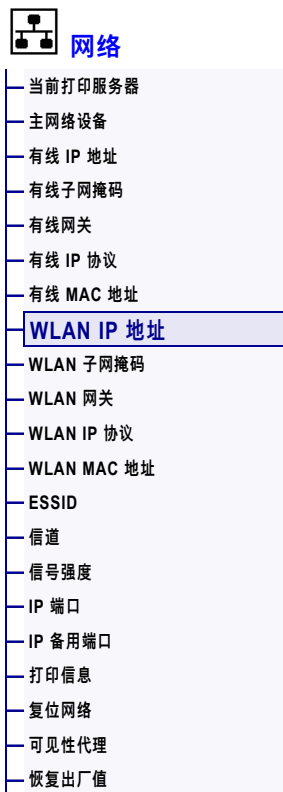 网络
当前打印服务器
主网络设备
有线 IP 地址
有线子网掩码
有线网关
有线 IP 协议
有线 MAC 地址
WLAN IP 地址
WLAN 子网掩码
WLAN 网关
WLAN IP 协议
WLAN MAC 地址
ESSID
信道
信号强度
IP 端口
IP 备用端口
打印信息
复位网络
可见性代理
恢复出厂值